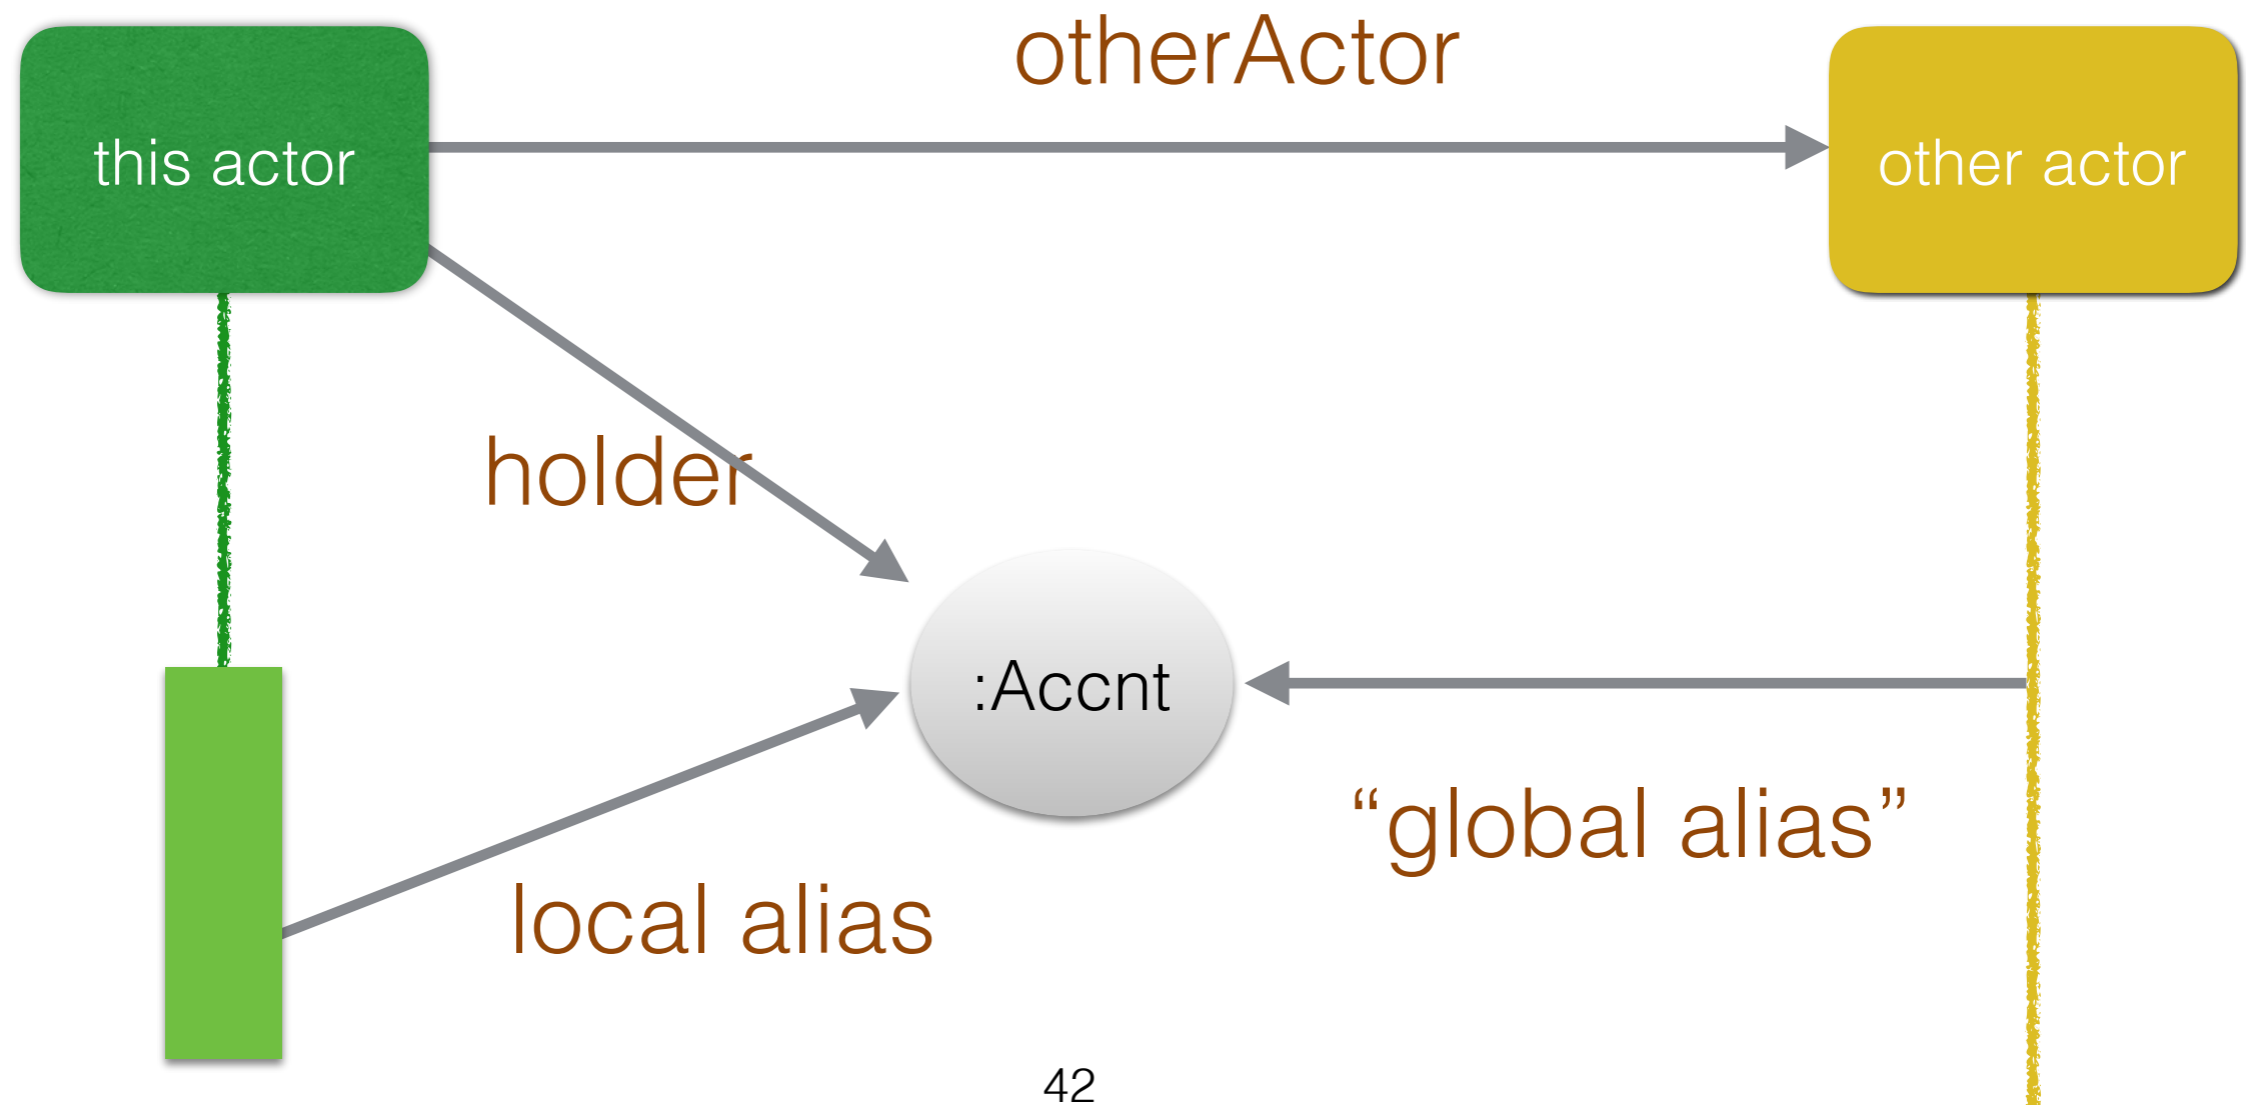 otherActor
this actor
other actor
holder
:Accnt
“global alias”
local alias
42